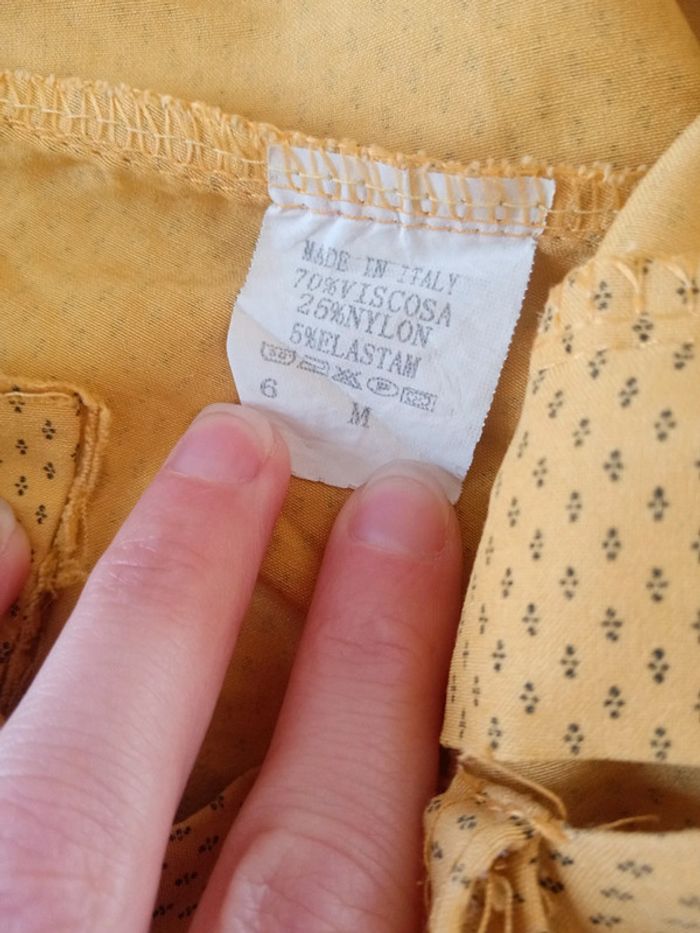 MADE IN ITALY
70%VISCOSA
25%NYLON
5%ELASTAM
6 M